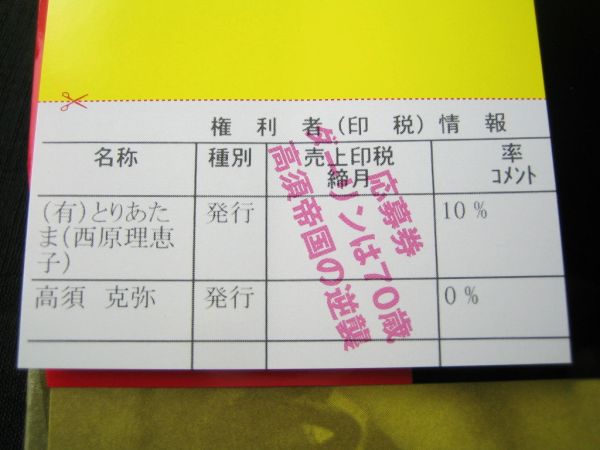 権利者(印税)情報
名称 種別 売上印税 率
締月 コメント
(有)とりあた 発行 10%
ま(西原理恵
子)
高須 克弥 発行 0%
応募券
ダーリンは70歳
高須帝国の逆襲